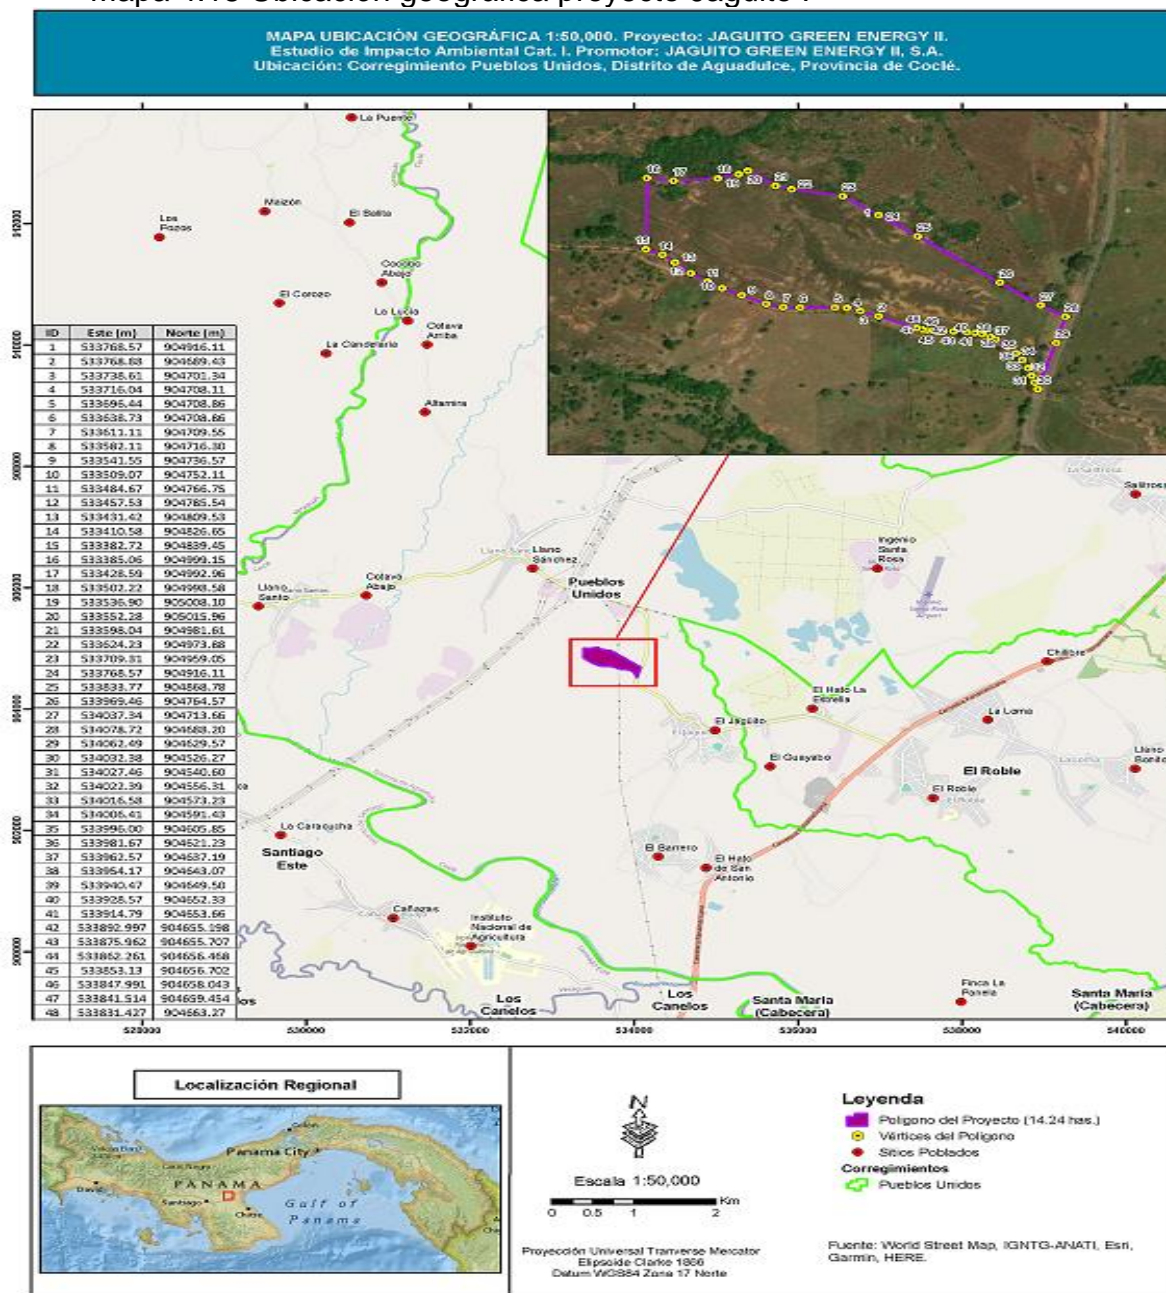 Mapa 4.13 Ubicación geográfica proyecto Jagüito .
MAPA UBICACIÓN GEOGRÁFICA 1:50,000. Proyecto: JAGUITO GREEN ENERGY II.
Estudio de Impacto Ambiental Cat. I. Promotor: JAGUITO GREEN ENERGY II, S.A.
Ubicación: Corregimiento Pueblos Unidos, Distrito de Aguadulce, Provincia de Coclé.
La Puente
Maizón
Los Pozos
El Salita
Cocobo Abajo
El Corozo
La Lucia
Cotava Arriba
La Candelaria
Altamira
ID Este (m) Norte (m)
1 533768.57 904916.11
2 533768.88 904689.43
3 533738.61 904701.34
4 533716.04 904708.11
5 533696.44 904708.86
6 533638.73 904708.86
7 533611.11 904709.55
8 533582.11 904716.30
9 533541.55 904736.57
10 533509.07 904752.11
11 533484.67 904766.75
12 533457.53 904785.54
13 533431.42 904809.53
14 533410.58 904826.65
15 533382.72 904839.45
16 533385.06 904999.15
17 533428.59 904992.96
18 533502.22 904998.58
19 533536.90 905008.10
20 533552.28 905015.96
21 533598.04 904981.61
22 533624.23 904973.88
23 533709.31 904959.05
24 533768.57 904916.11
25 533833.77 904868.78
26 533969.46 904764.57
27 534037.34 904713.66
28 534078.72 904688.20
29 534062.49 904629.57
30 534032.38 904526.27
31 534027.46 904540.60
32 534022.39 904556.31
33 534016.58 904573.23
34 534006.41 904591.43
35 533996.00 904605.85
36 533981.67 904621.23
37 533962.57 904637.19
38 533954.17 904643.07
39 533940.47 904649.50
40 533928.57 904652.33
41 533914.79 904653.66
42 533892.997 904655.198
43 533875.962 904655.707
44 533862.261 904656.468
45 533853.13 904656.702
46 533847.991 904658.043
47 533841.514 904659.454
48 533831.427 904663.27
Llano Sánchez
Pueblos Unidos
Ingenio Santa Rosa
Salitrosa
Llano Santo
Cotava Abajo
Chilibre
El Hato La Estrella
La Loma
El Jagüito
El Guayabo
Llano Bonito
El Roble
El Roble
La Caracucha
Santiago Este
El Barrero
El Hato de San Antonio
Cañazas
Instituto Nacional de Agricultura
Los Canelos
Los Canelos
Santa María (Cabecera)
Finca La Panela
Santa María (Cabecera)
528000 530000 532000 534000 536000 538000 540000
Localización Regional
Colon
Panama City
PANAMA
David
Santiago
Chitre
Gulf of Panama
N
Escala 1:50,000
Km
0 0.5 1 2
Proyección Universal Tranverse Mercator
Elipsoide Clarke 1866
Datum WGS84 Zona 17 Norte
Leyenda
Polígono del Proyecto (14.24 has.)
Vértices del Polígono
Sitios Poblados
Corregimientos
Pueblos Unidos
Fuente: World Street Map, IGNTG-ANATI, Esri,
Garmin, HERE.